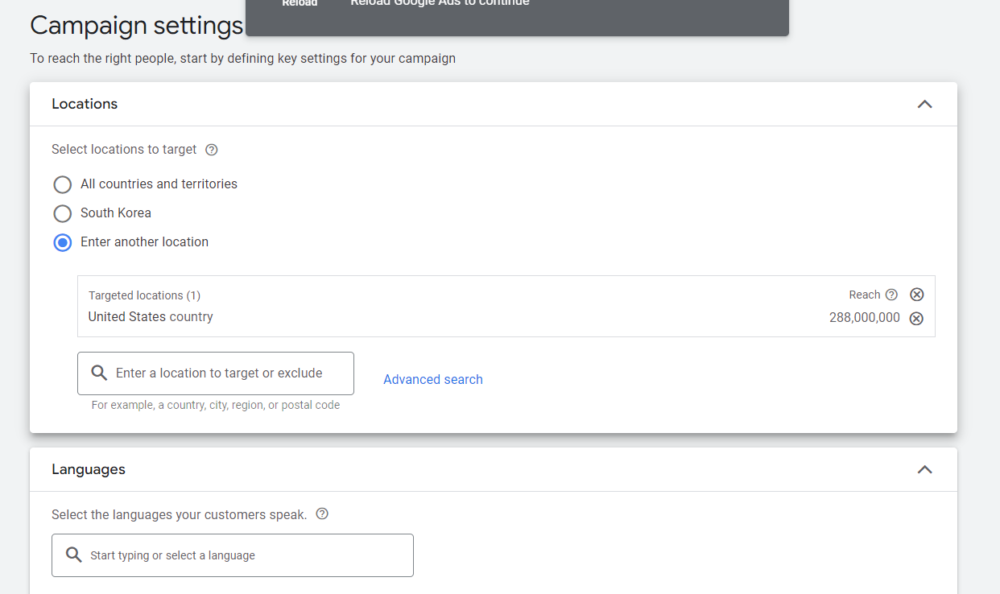 Reload Reload Google Ads to continue
Campaign settings
To reach the right people, start by defining key settings for your campaign
Locations
Select locations to target
All countries and territories
South Korea
Enter another location
Targeted locations (1) Reach
United States country 288,000,000
Enter a location to target or exclude
Advanced search
For example, a country, city, region, or postal code
Languages
Select the languages your customers speak.
Start typing or select a language